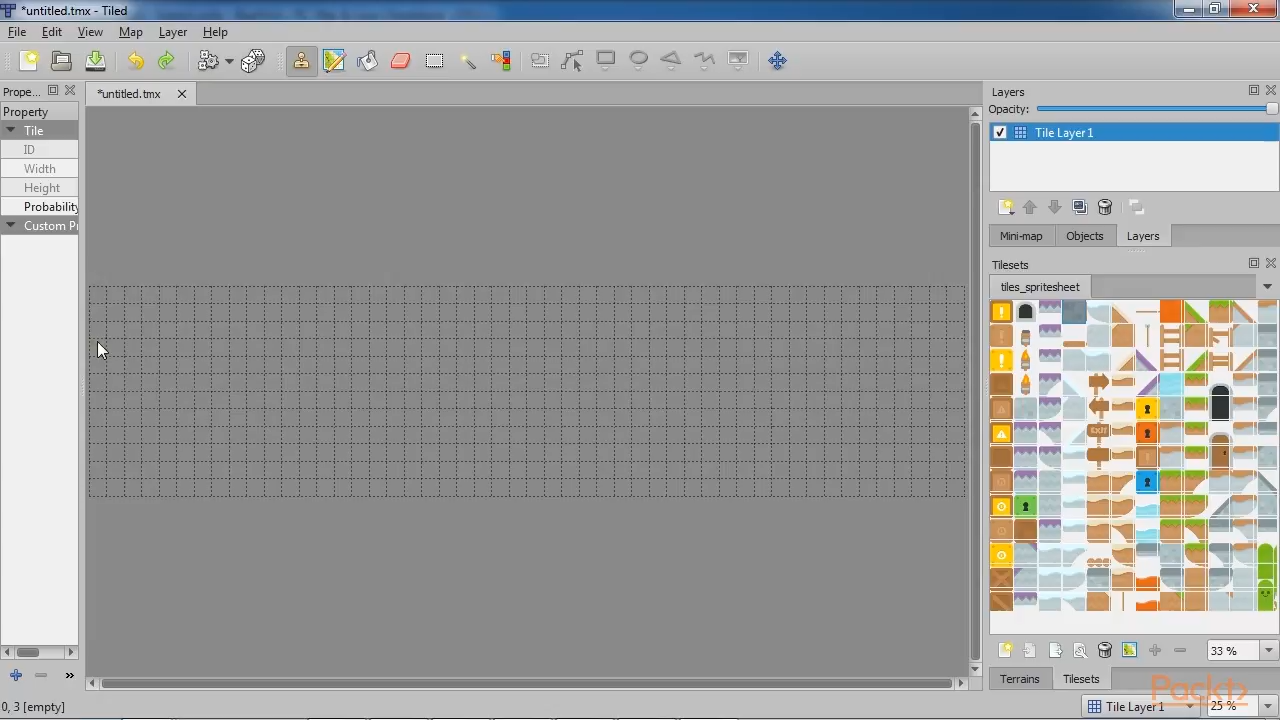 *untitled.tmx - Tiled
File Edit View Map Layer Help
Prope...
*untitled.tmx
Layers
Property
Opacity:
Tile
Tile Layer 1
ID
Width
Height
Probability
Custom Pr
Mini-map Objects Layers
Tilesets
tiles_spritesheet
EXIT
33 %
Terrains Tilesets
Packt
0, 3 [empty]
Tile Layer 1
25 %